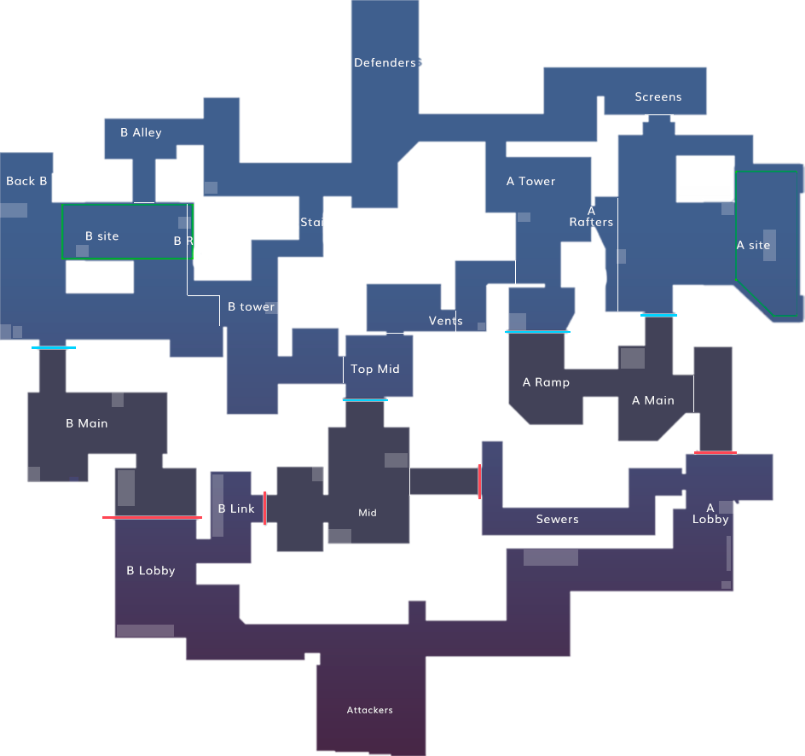 Defenders
Screens
B Alley
Back B
A Tower
A
Rafters
Stai
B site
B R
A site
B tower
Vents
Top Mid
A Ramp
A Main
B Main
B Link
Mid
Sewers
A
Lobby
B Lobby
Attackers